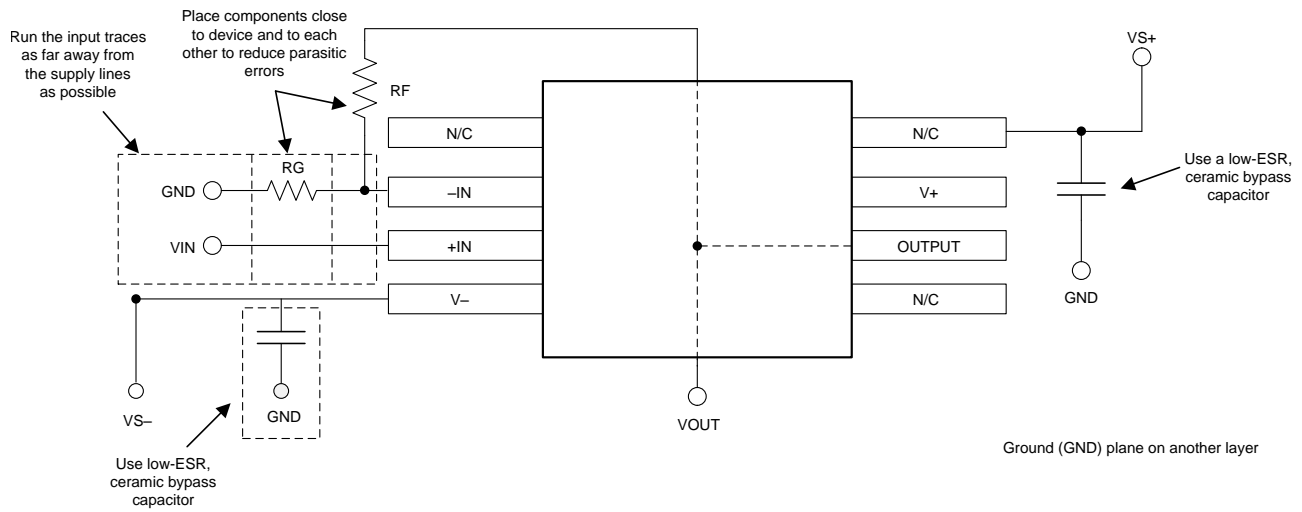 Place components close
to device and to each
other to reduce parasitic
errors
Run the input traces
as far away from
the supply lines
as possible
VS+
RF
N/C
N/C
RG
Use a low-ESR,
ceramic bypass
capacitor
GND
–IN
V+
VIN
+IN
OUTPUT
GND
V–
N/C
VS–
GND
VOUT
Ground (GND) plane on another layer
Use low-ESR,
ceramic bypass
capacitor